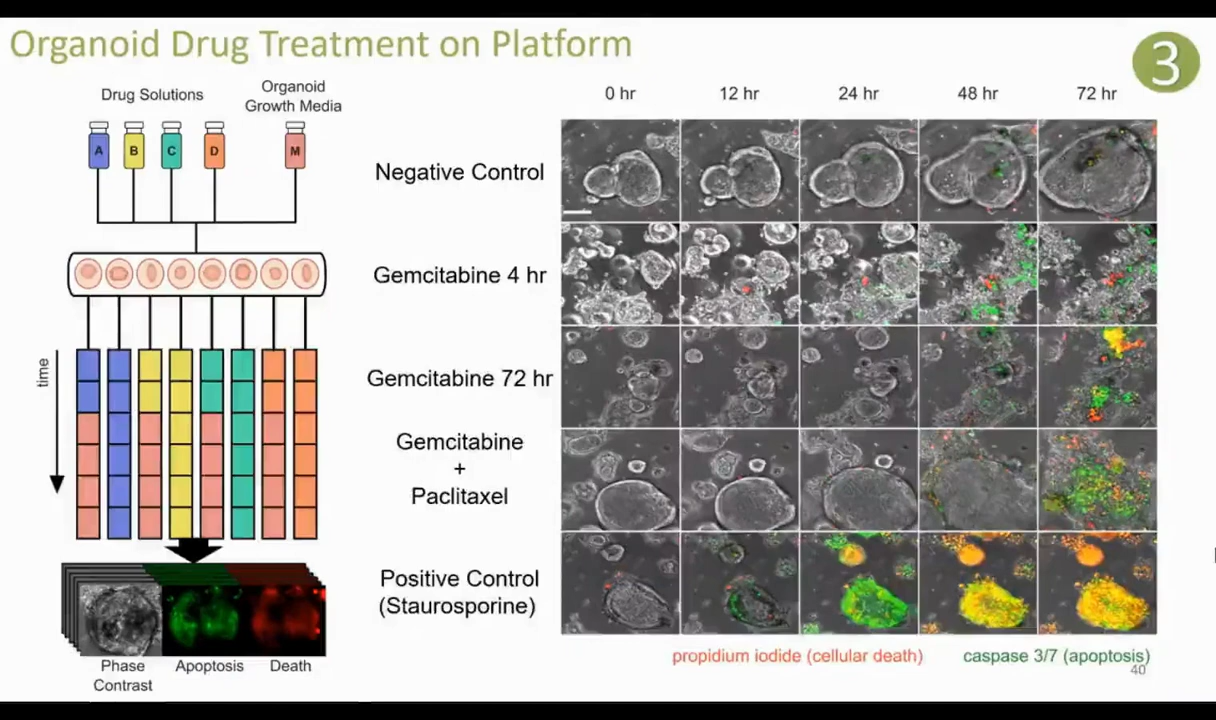 Organoid Drug Treatment on Platform
3
Drug Solutions
Organoid
Growth Media
A
B
C
D
M
time
Phase
Contrast
Apoptosis
Death
0 hr
12 hr
24 hr
48 hr
72 hr
Negative Control
Gemcitabine 4 hr
Gemcitabine 72 hr
Gemcitabine
+
Paclitaxel
Positive Control
(Staurosporine)
propidium iodide (cellular death)
caspase 3/7 (apoptosis)
40